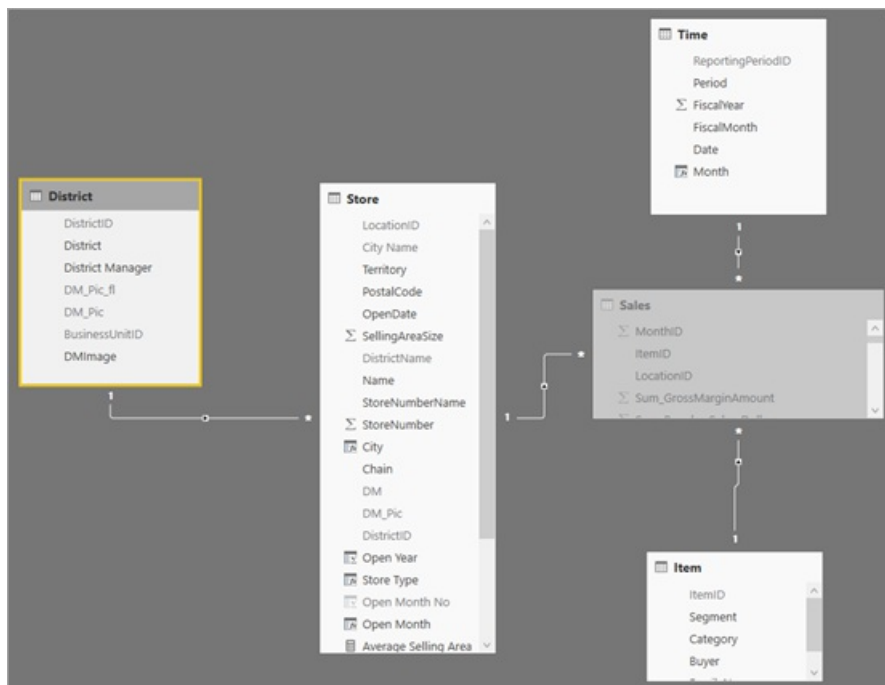 Time
ReportingPeriodID
Period
FiscalYear
FiscalMonth
Date
Month
District
DistrictID
District
District Manager
DM_Pic_fl
DM_Pic
BusinessUnitID
DMImage
1
*
Store
LocationID
City Name
Territory
PostalCode
OpenDate
SellingAreaSize
DistrictName
Name
StoreNumberName
StoreNumber
City
Chain
DM
DM_Pic
DistrictID
Open Year
Store Type
Open Month No
Open Month
Average Selling Area
1
*
1
*
Sales
MonthID
ItemID
LocationID
Sum_GrossMarginAmount
*
1
Item
ItemID
Segment
Category
Buyer